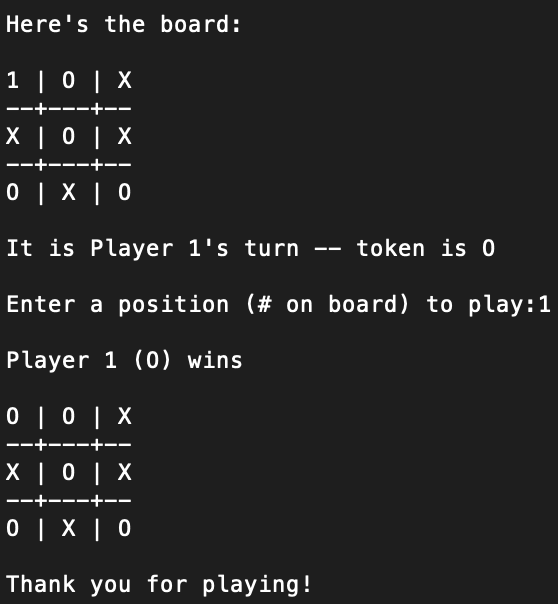 Here's the board:
1 | O | X
--+---+--
X | O | X
--+---+--
O | X | O
It is Player 1's turn -- token is O
Enter a position (# on board) to play:1
Player 1 (O) wins
O | O | X
--+---+--
X | O | X
--+---+--
O | X | O
Thank you for playing!